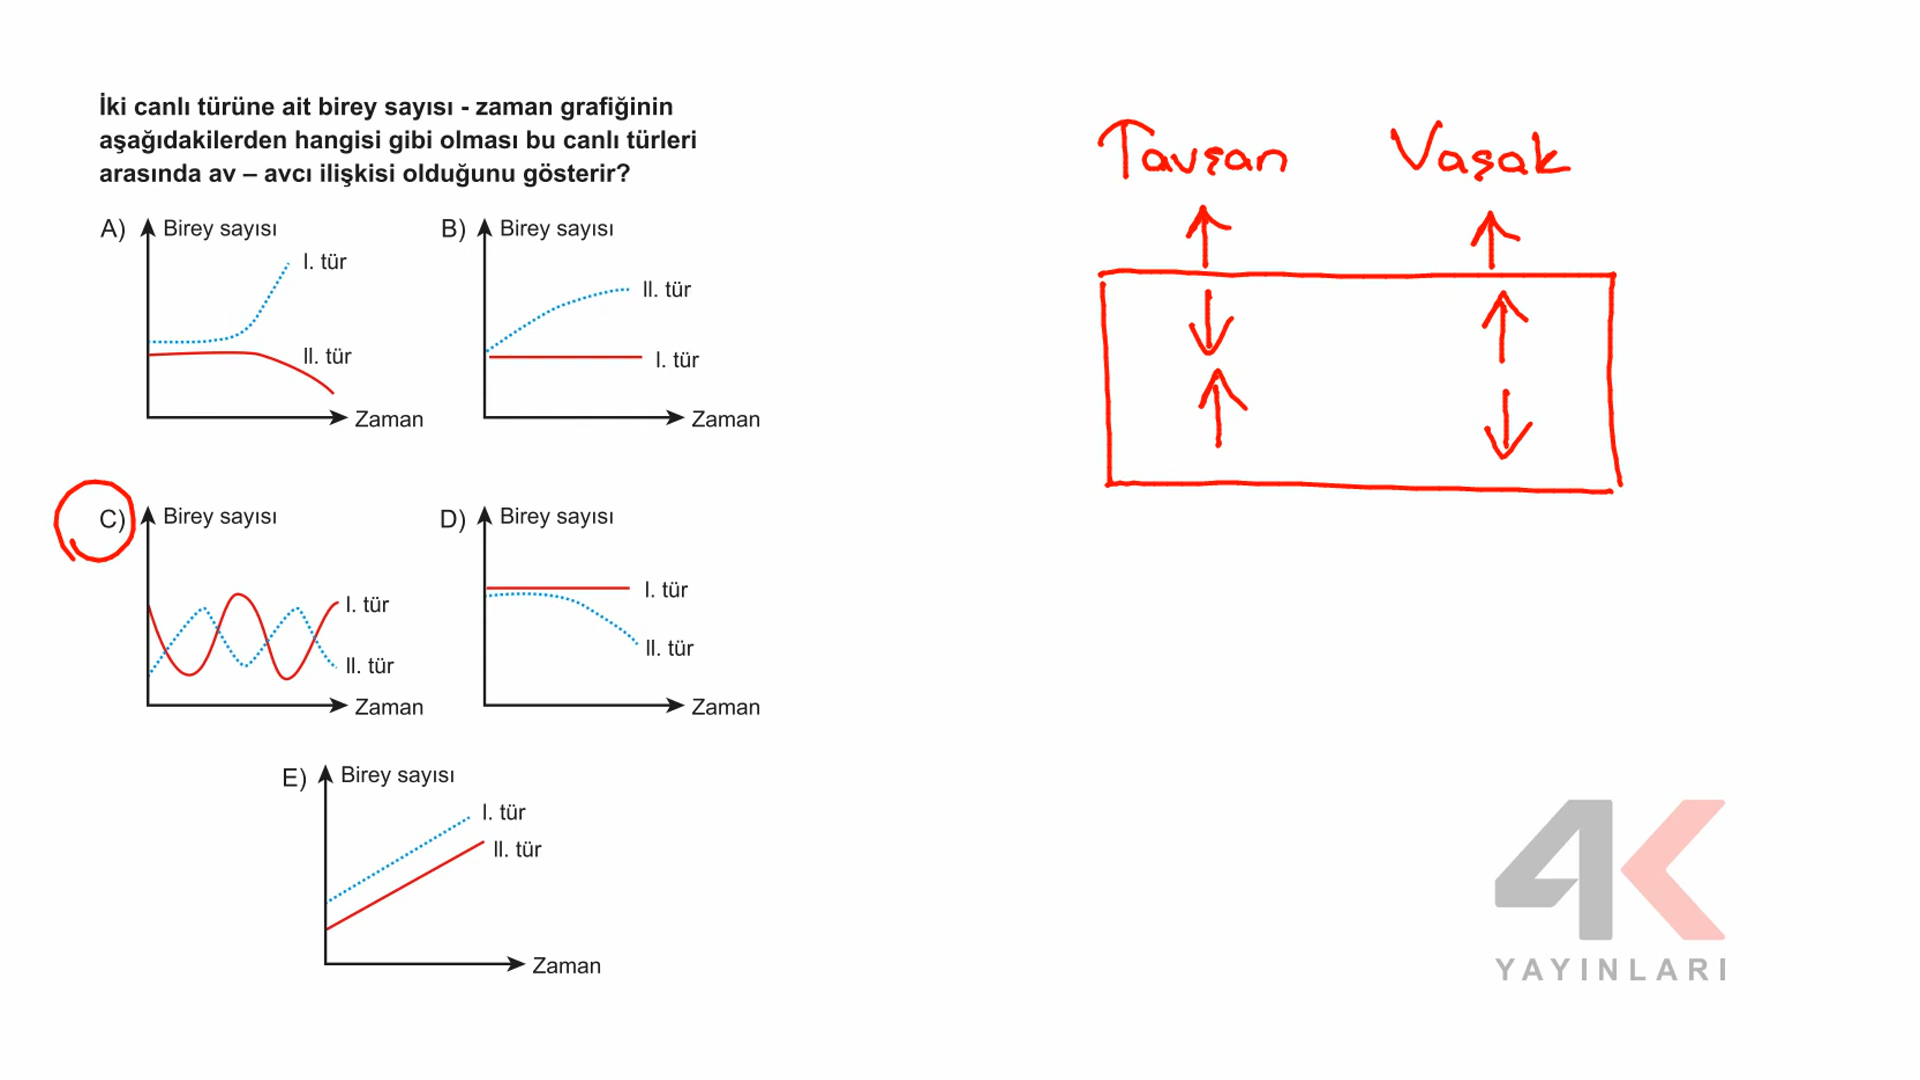 İki canlı türüne ait birey sayısı - zaman grafiğinin
aşağıdakilerden hangisi gibi olması bu canlı türleri
arasında av – avcı ilişkisi olduğunu gösterir?
A)
Birey sayısı
I. tür
II. tür
Zaman
B)
Birey sayısı
II. tür
I. tür
Zaman
C)
Birey sayısı
I. tür
II. tür
Zaman
D)
Birey sayısı
I. tür
II. tür
Zaman
E)
Birey sayısı
I. tür
II. tür
Zaman
Tavşan Vaşak
4K
YAYINLARI